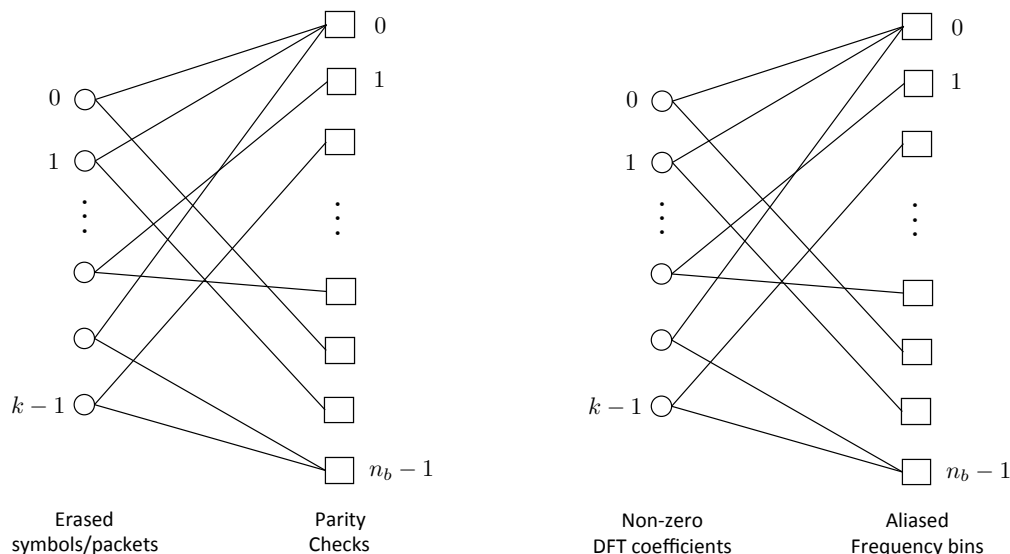 0
1
0
1
⋮
⋮
k − 1
n_b − 1
Erased
symbols/packets
Parity
Checks
0
1
0
1
⋮
⋮
k − 1
n_b − 1
Non-zero
DFT coefficients
Aliased
Frequency bins